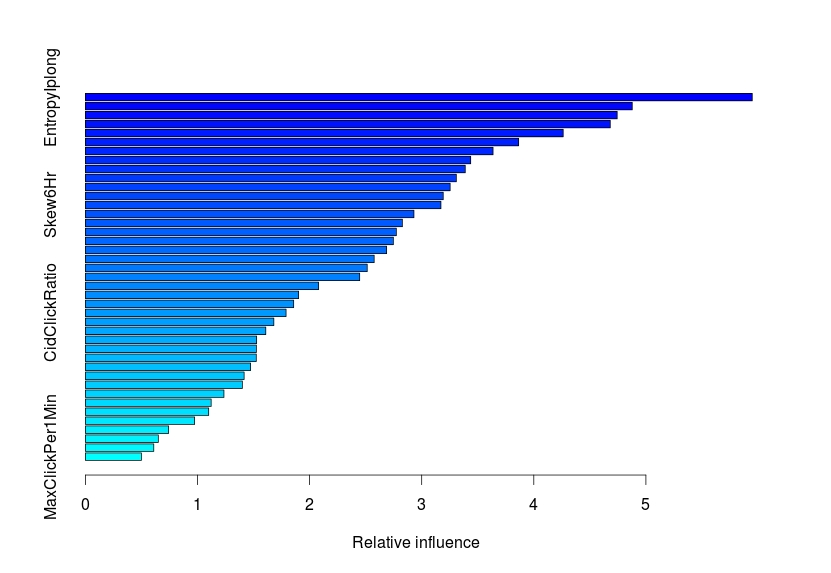 EntropyIplong
Skew6Hr
CidClickRatio
MaxClickPer1Min
0 1 2 3 4 5
Relative influence